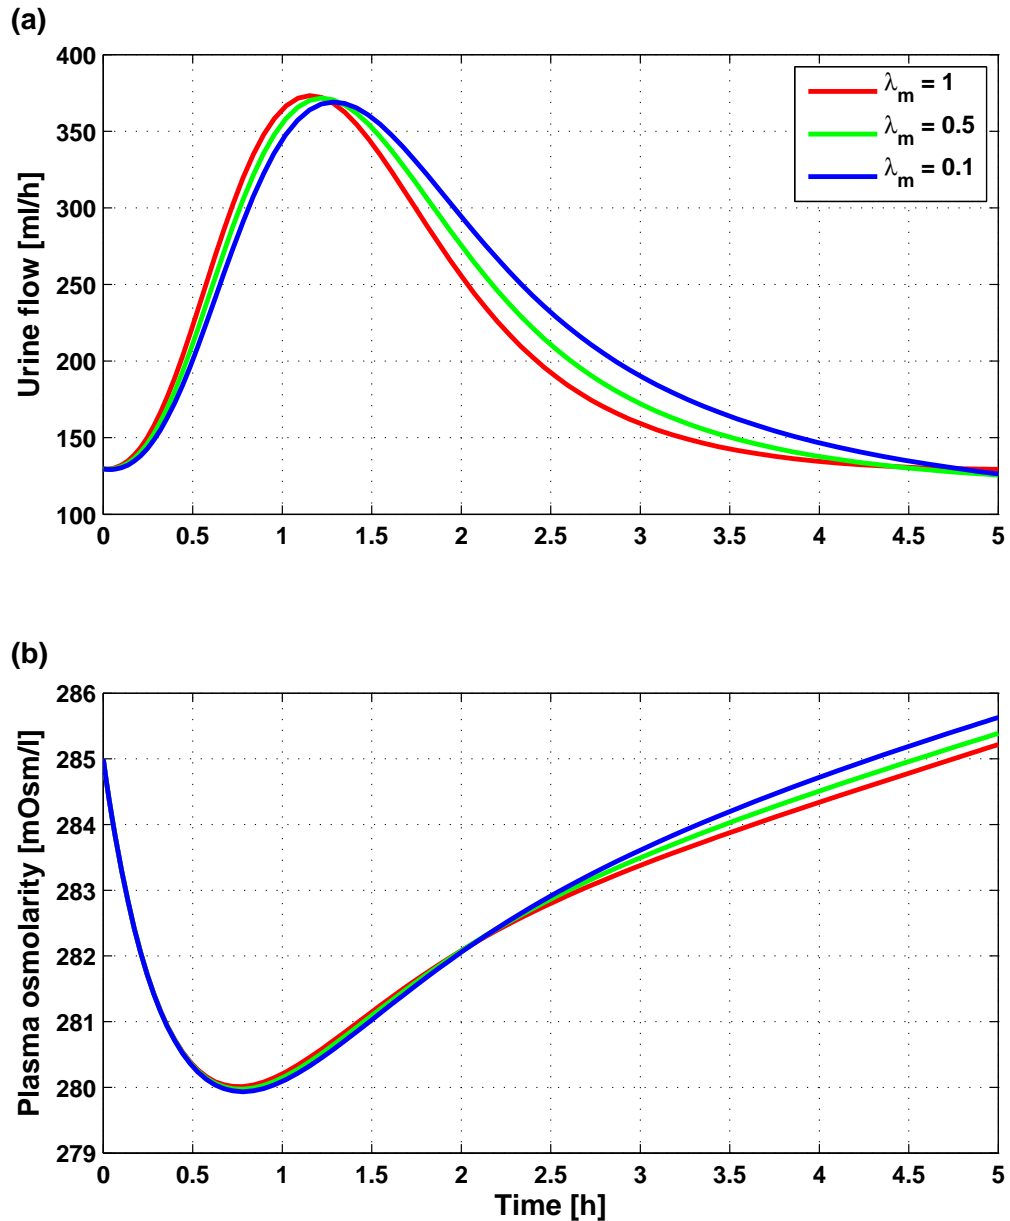 (a)
400
350
300
250
200
150
100
Urine flow [ml/h]
λm = 1
λm = 0.5
λm = 0.1
0 0.5 1 1.5 2 2.5 3 3.5 4 4.5 5
(b)
286
285
284
283
282
281
280
279
Plasma osmolarity [mOsm/l]
0 0.5 1 1.5 2 2.5 3 3.5 4 4.5 5
Time [h]